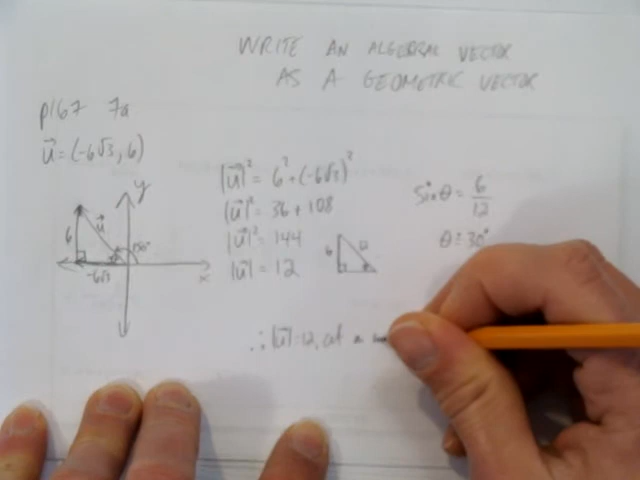 WRITE AN ALGEBRAIC VECTOR
AS A GEOMETRIC VECTOR
p167 7a
u⃗ = (-6√3, 6)
y
6
u⃗
150°
-6√3
x
|u⃗|² = 6² + (-6√3)²
|u⃗|² = 36 + 108
|u⃗|² = 144
|u⃗| = 12
6
12
sin θ = 6/12
θ = 30°
∴ |u⃗| = 12, at a